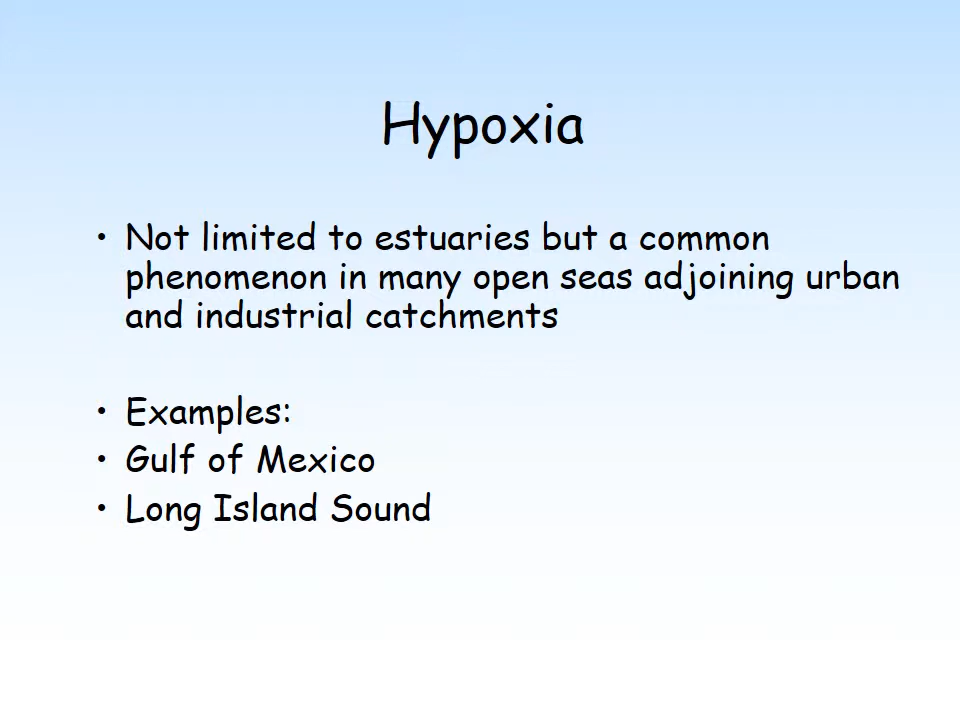 Hypoxia
• Not limited to estuaries but a common
phenomenon in many open seas adjoining urban
and industrial catchments
• Examples:
• Gulf of Mexico
• Long Island Sound